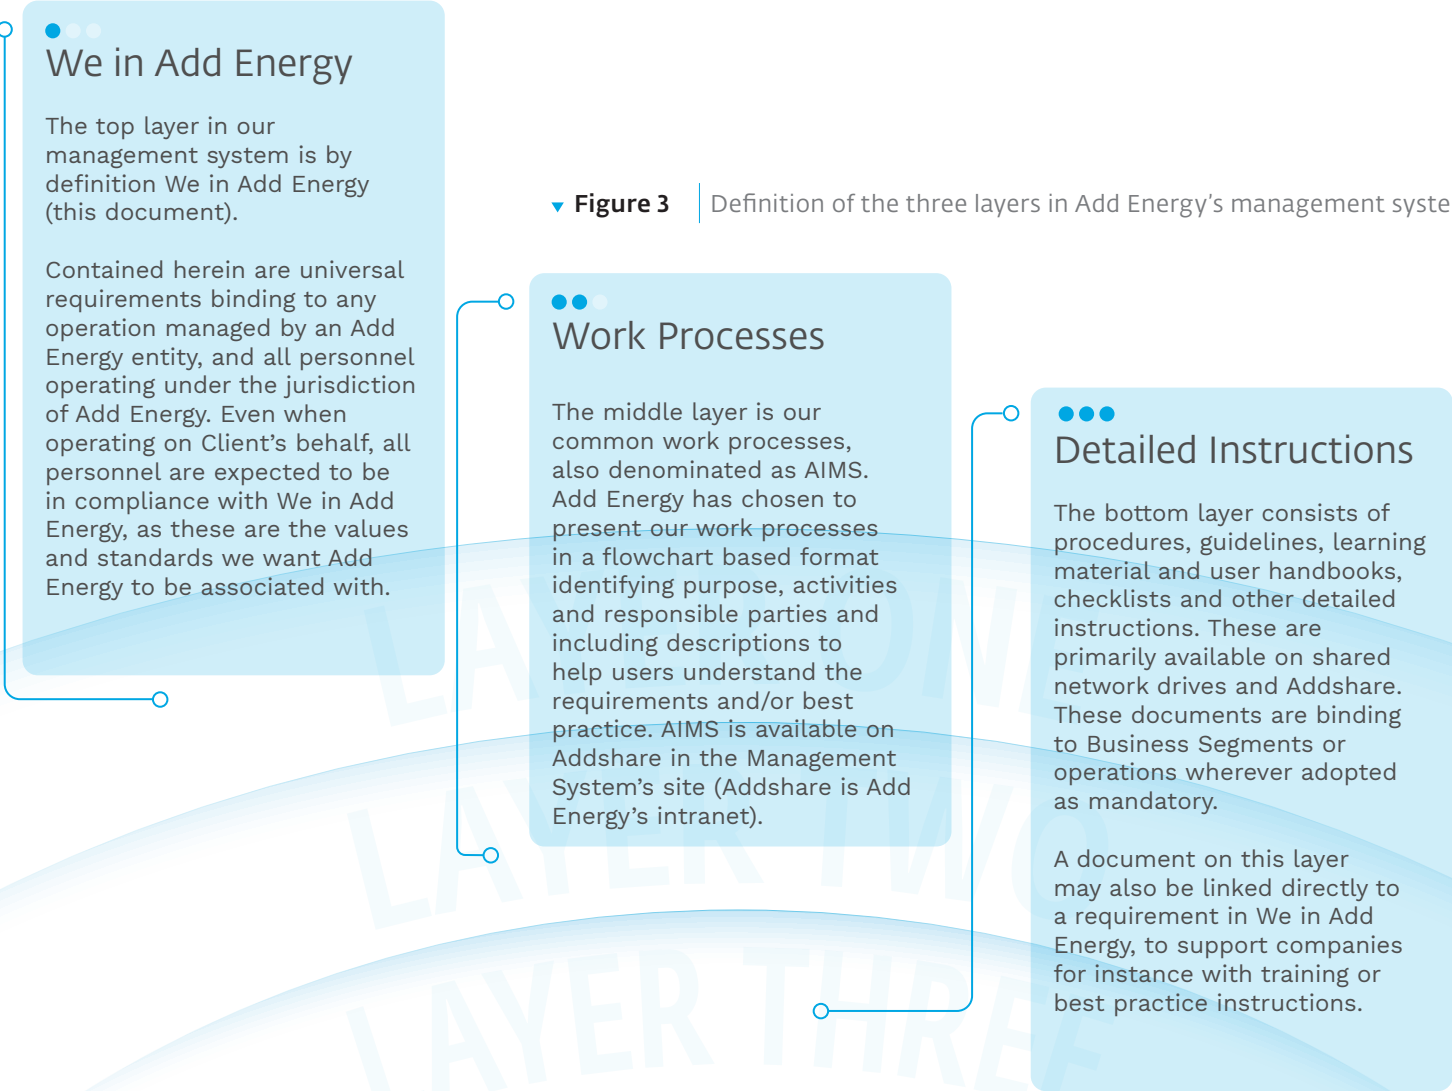 We in Add Energy
The top layer in our
management system is by
definition We in Add Energy
(this document).
Contained herein are universal
requirements binding to any
operation managed by an Add
Energy entity, and all personnel
operating under the jurisdiction
of Add Energy. Even when
operating on Client’s behalf, all
personnel are expected to be
in compliance with We in Add
Energy, as these are the values
and standards we want Add
Energy to be associated with.
Figure 3
Definition of the three layers in Add Energy’s management syste
Work Processes
The middle layer is our
common work processes,
also denominated as AIMS.
Add Energy has chosen to
present our work processes
in a flowchart based format
identifying purpose, activities
and responsible parties and
including descriptions to
help users understand the
requirements and/or best
practice. AIMS is available on
Addshare in the Management
System’s site (Addshare is Add
Energy’s intranet).
Detailed Instructions
The bottom layer consists of
procedures, guidelines, learning
material and user handbooks,
checklists and other detailed
instructions. These are
primarily available on shared
network drives and Addshare.
These documents are binding
to Business Segments or
operations wherever adopted
as mandatory.
A document on this layer
may also be linked directly to
a requirement in We in Add
Energy, to support companies
for instance with training or
best practice instructions.
LAYER ONE
LAYER TWO
LAYER THREE